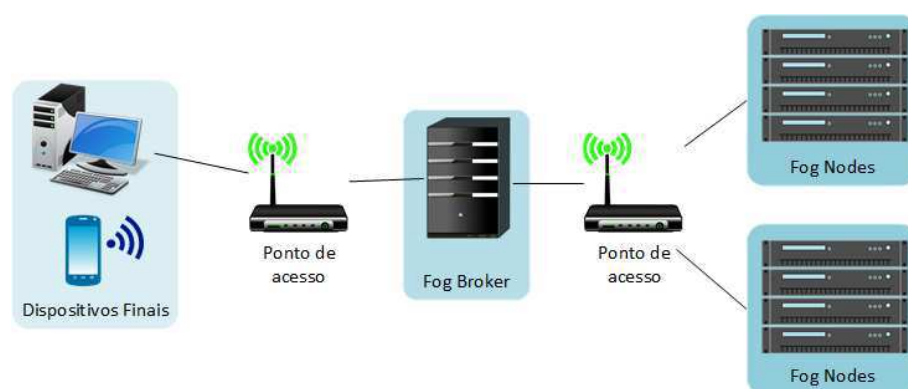 Dispositivos Finais
Ponto de
acesso
Fog Broker
Ponto de
acesso
Fog Nodes
Fog Nodes